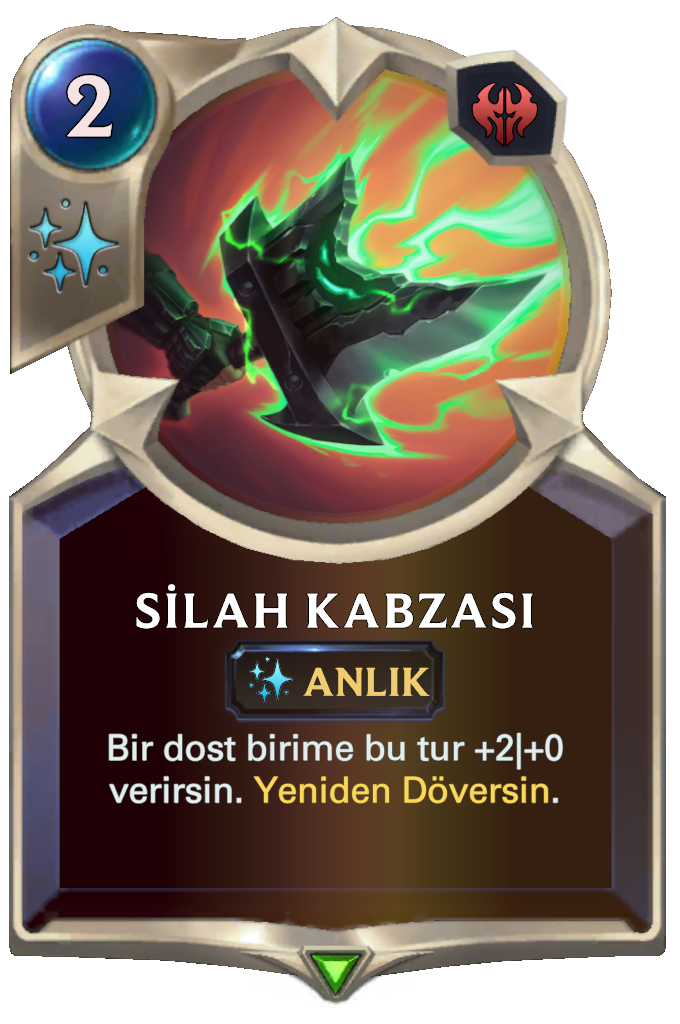 2
SİLAH KABZASI
ANLIK
Bir dost birime bu tur +2|+0
verirsin. Yeniden Döversin.